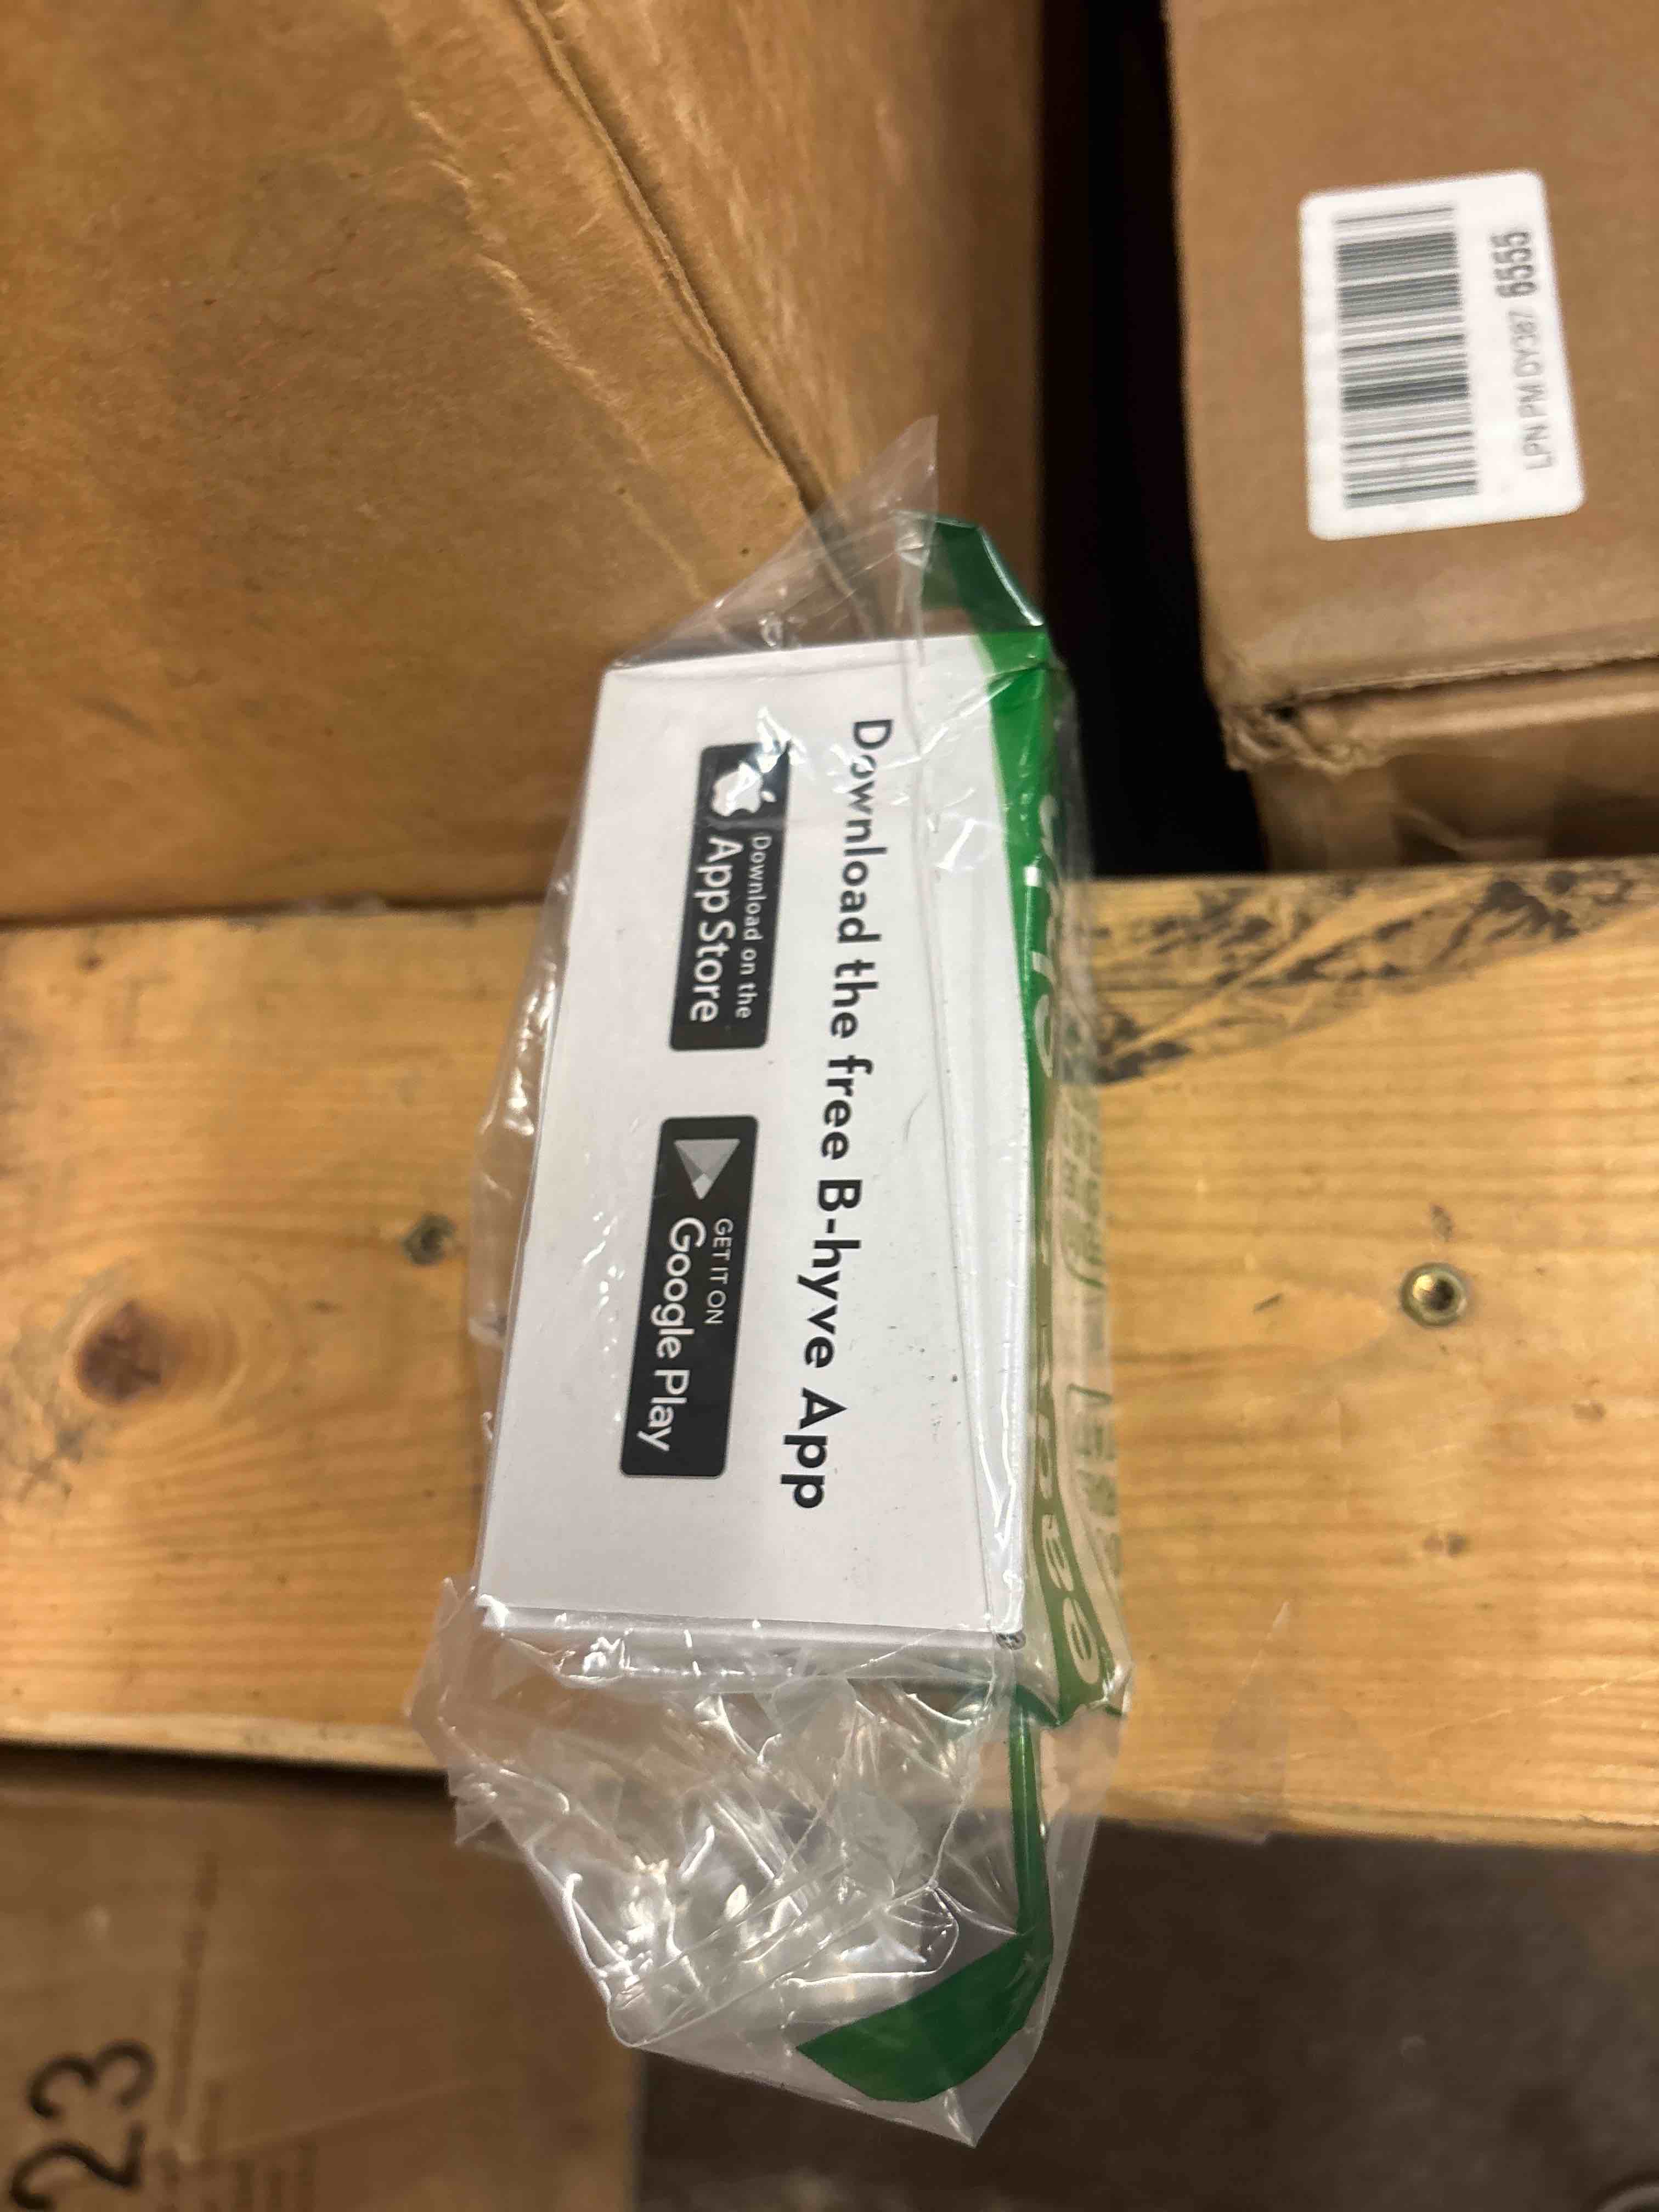 Download the free B-hyve App
Download on the
App Store
GET IT ON
Google Play
LPN PM DY387 6555
23